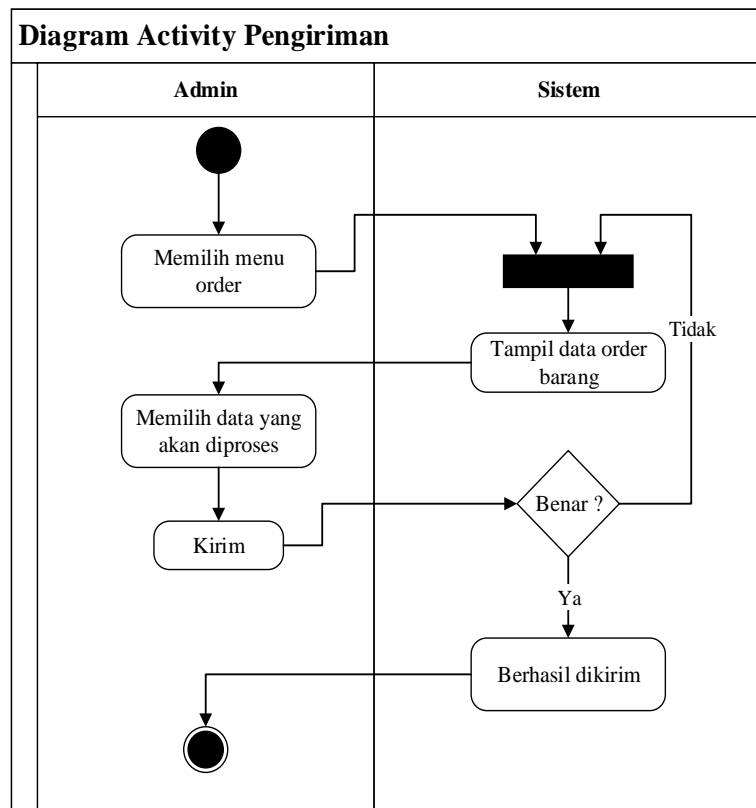 Diagram Activity Pengiriman
Admin
Sistem
Memilih menu
order
Tidak
Tampil data order
barang
Memilih data yang
akan diproses
Benar ?
Kirim
Ya
Berhasil dikirim